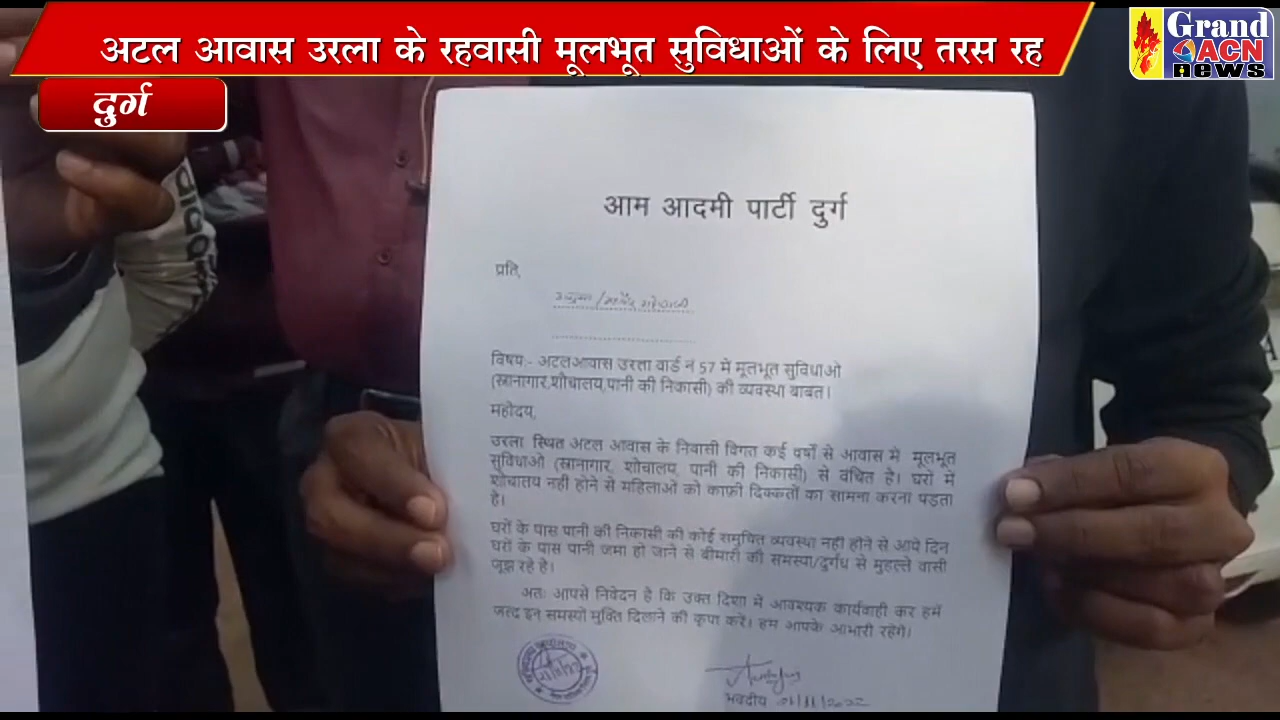 अटल आवास उरला के रहवासी मूलभूत सुविधाओं के लिए तरस रह
Grand
ACN
news
दुर्ग
आम आदमी पार्टी दुर्ग
प्रति,
विषय:- अटलआवास उरला वार्ड नं 57 में मूलभूत सुविधाओ
(स्नानागार,शौचालय,पानी की निकासी) की व्यवस्था बाबत।
महोदय,
उरला स्थित अटल आवास के निवासी विगत कई वर्षों से आवास में मूलभूत
सुविधाओ (स्नानागार, शौचालय, पानी की निकासी) से वंचित है। घरो में
शौचालय नहीं होने से महिलाओं को काफ़ी दिक्कतों का सामना करना पड़ता
है।
घरों के पास पानी की निकासी की कोई समुचित व्यवस्था नही होने से आये दिन
घरों के पास पानी जमा हो जाने से बीमारी की समस्या/दुर्गंध से मुहल्ले वासी
जूझ रहे है।
अतः आपसे निवेदन है कि उक्त दिशा में आवश्यक कार्यवाही कर हमें
जल्द इन समस्यों मुक्ति दिलाने की कृपा करें। हम आपके आभारी रहेंगे।
भवदीय 01/11/2022